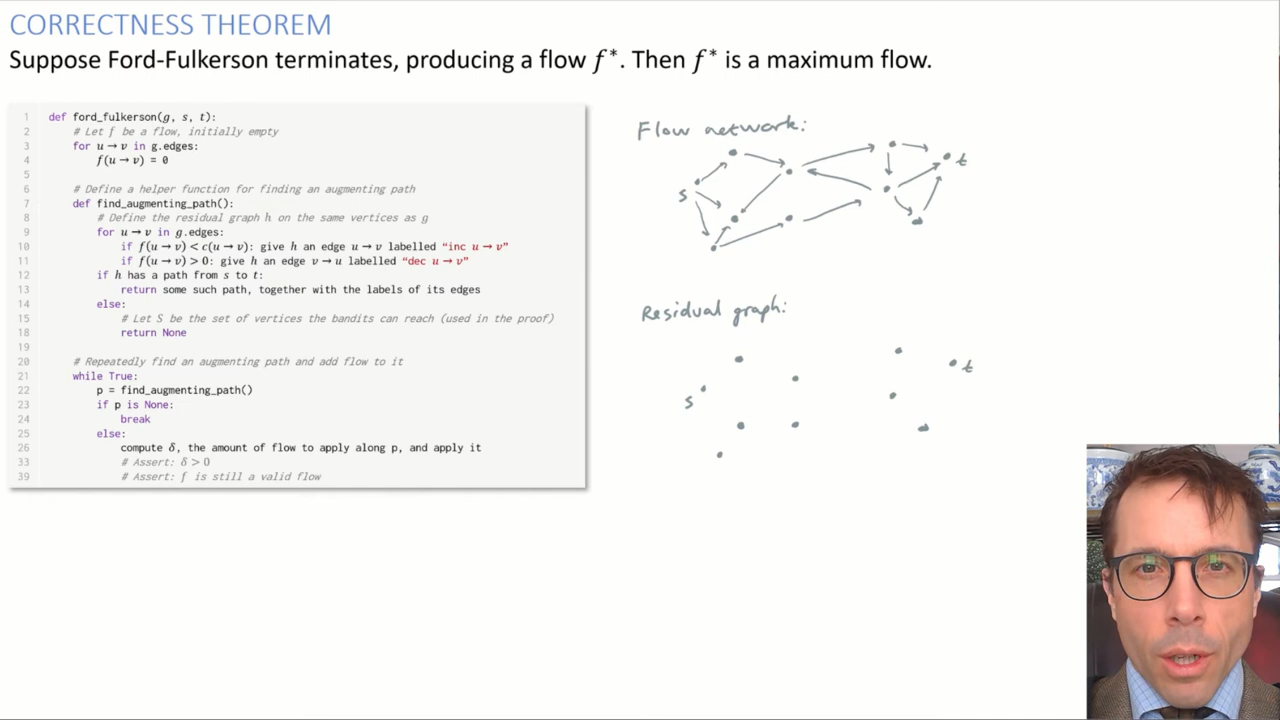 CORRECTNESS THEOREM
Suppose Ford-Fulkerson terminates, producing a flow f*. Then f* is a maximum flow.
1 def ford_fulkerson(g, s, t):
2 # Let f be a flow, initially empty
3 for u → v in g.edges:
4 f(u → v) = 0
5
6 # Define a helper function for finding an augmenting path
7 def find_augmenting_path():
8 # Define the residual graph h on the same vertices as g
9 for u → v in g.edges:
10 if f(u → v) < c(u → v): give h an edge u → v labelled “inc u → v”
11 if f(u → v) > 0: give h an edge v → u labelled “dec u → v”
12 if h has a path from s to t:
13 return some such path, together with the labels of its edges
14 else:
15 # Let S be the set of vertices the bandits can reach (used in the proof)
18 return None
19
20 # Repeatedly find an augmenting path and add flow to it
21 while True:
22 p = find_augmenting_path()
23 if p is None:
24 break
25 else:
26 compute δ, the amount of flow to apply along p, and apply it
33 # Assert: δ > 0
39 # Assert: f is still a valid flow
Flow network:
s
t
Residual graph:
s
t